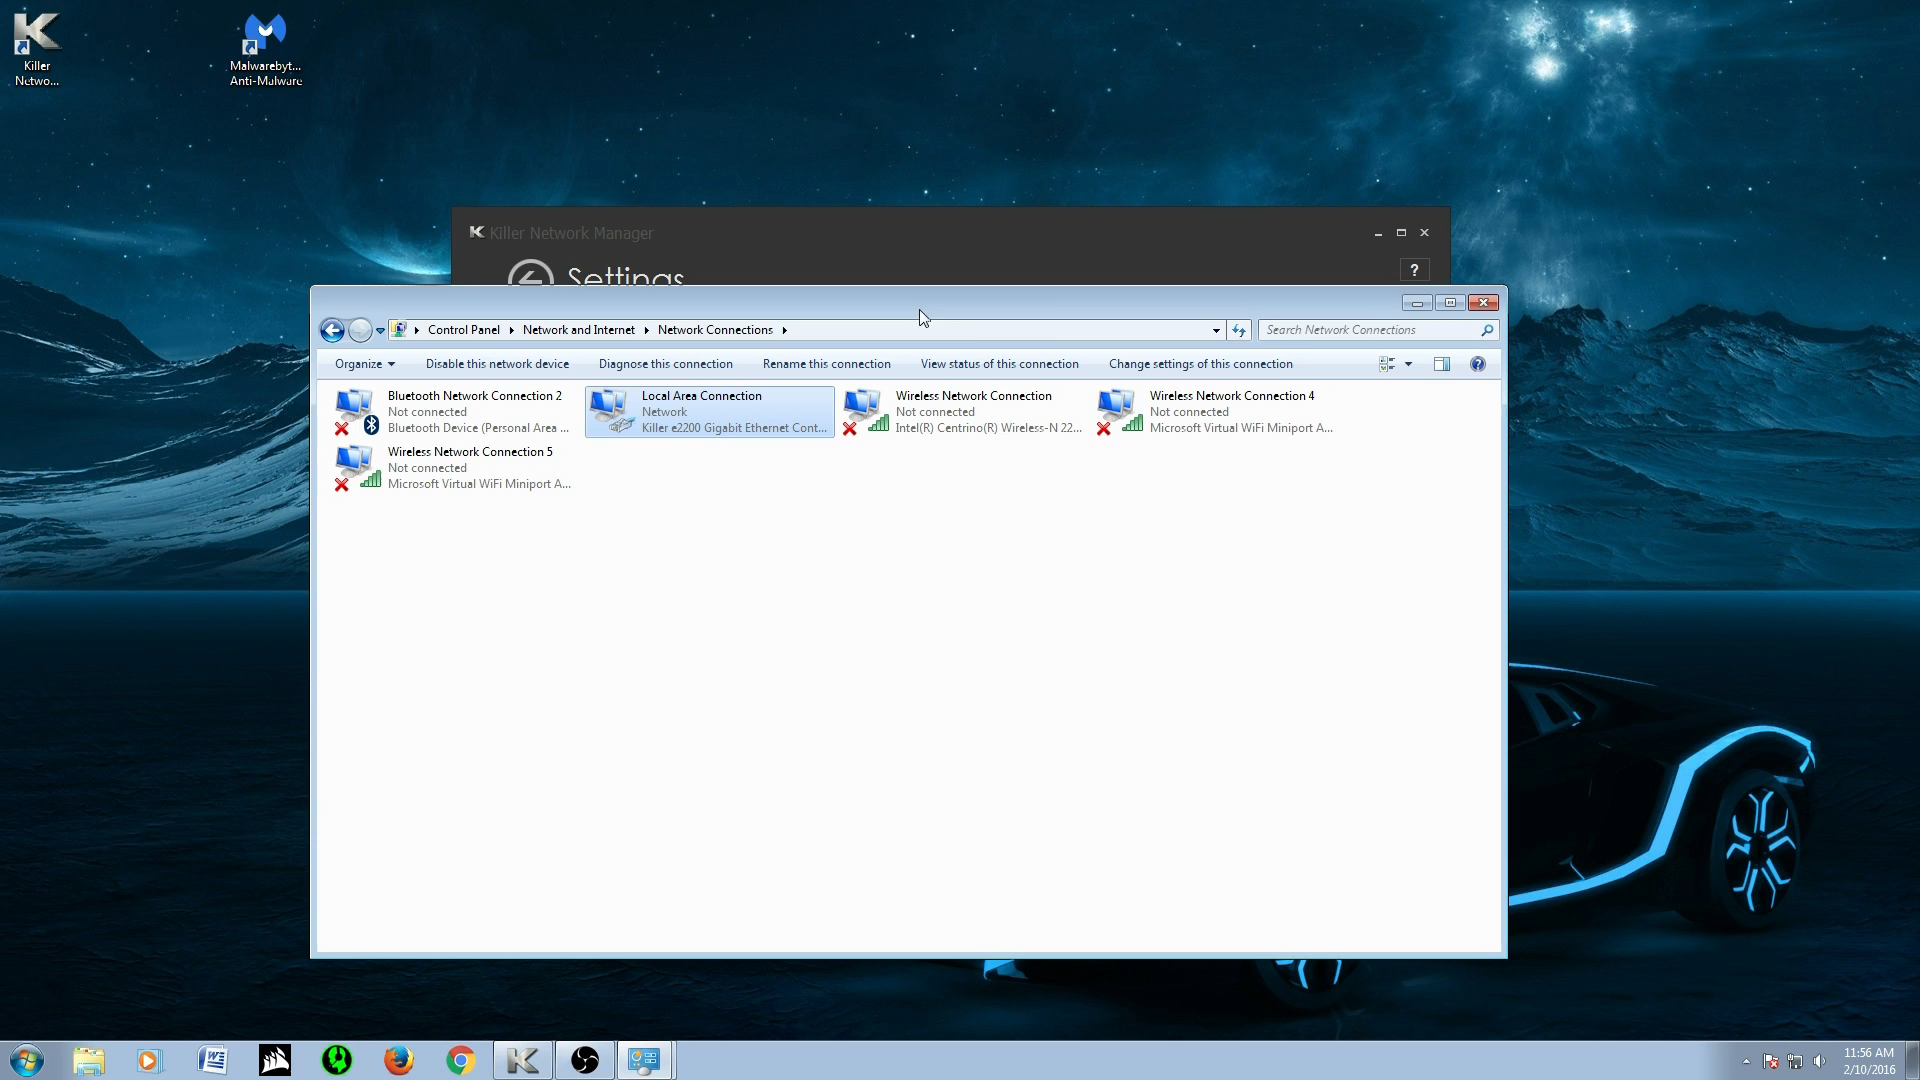 Killer
Netwo...
Malwarebyt...
Anti-Malware
Killer Network Manager
Settings
?
Control Panel
Network and Internet
Network Connections
Search Network Connections
Organize
Disable this network device
Diagnose this connection
Rename this connection
View status of this connection
Change settings of this connection
Bluetooth Network Connection 2
Not connected
Bluetooth Device (Personal Area ...
Local Area Connection
Network
Killer e2200 Gigabit Ethernet Cont...
Wireless Network Connection
Not connected
Intel(R) Centrino(R) Wireless-N 22...
Wireless Network Connection 4
Not connected
Microsoft Virtual WiFi Miniport A...
Wireless Network Connection 5
Not connected
Microsoft Virtual WiFi Miniport A...
11:56 AM
2/10/2016